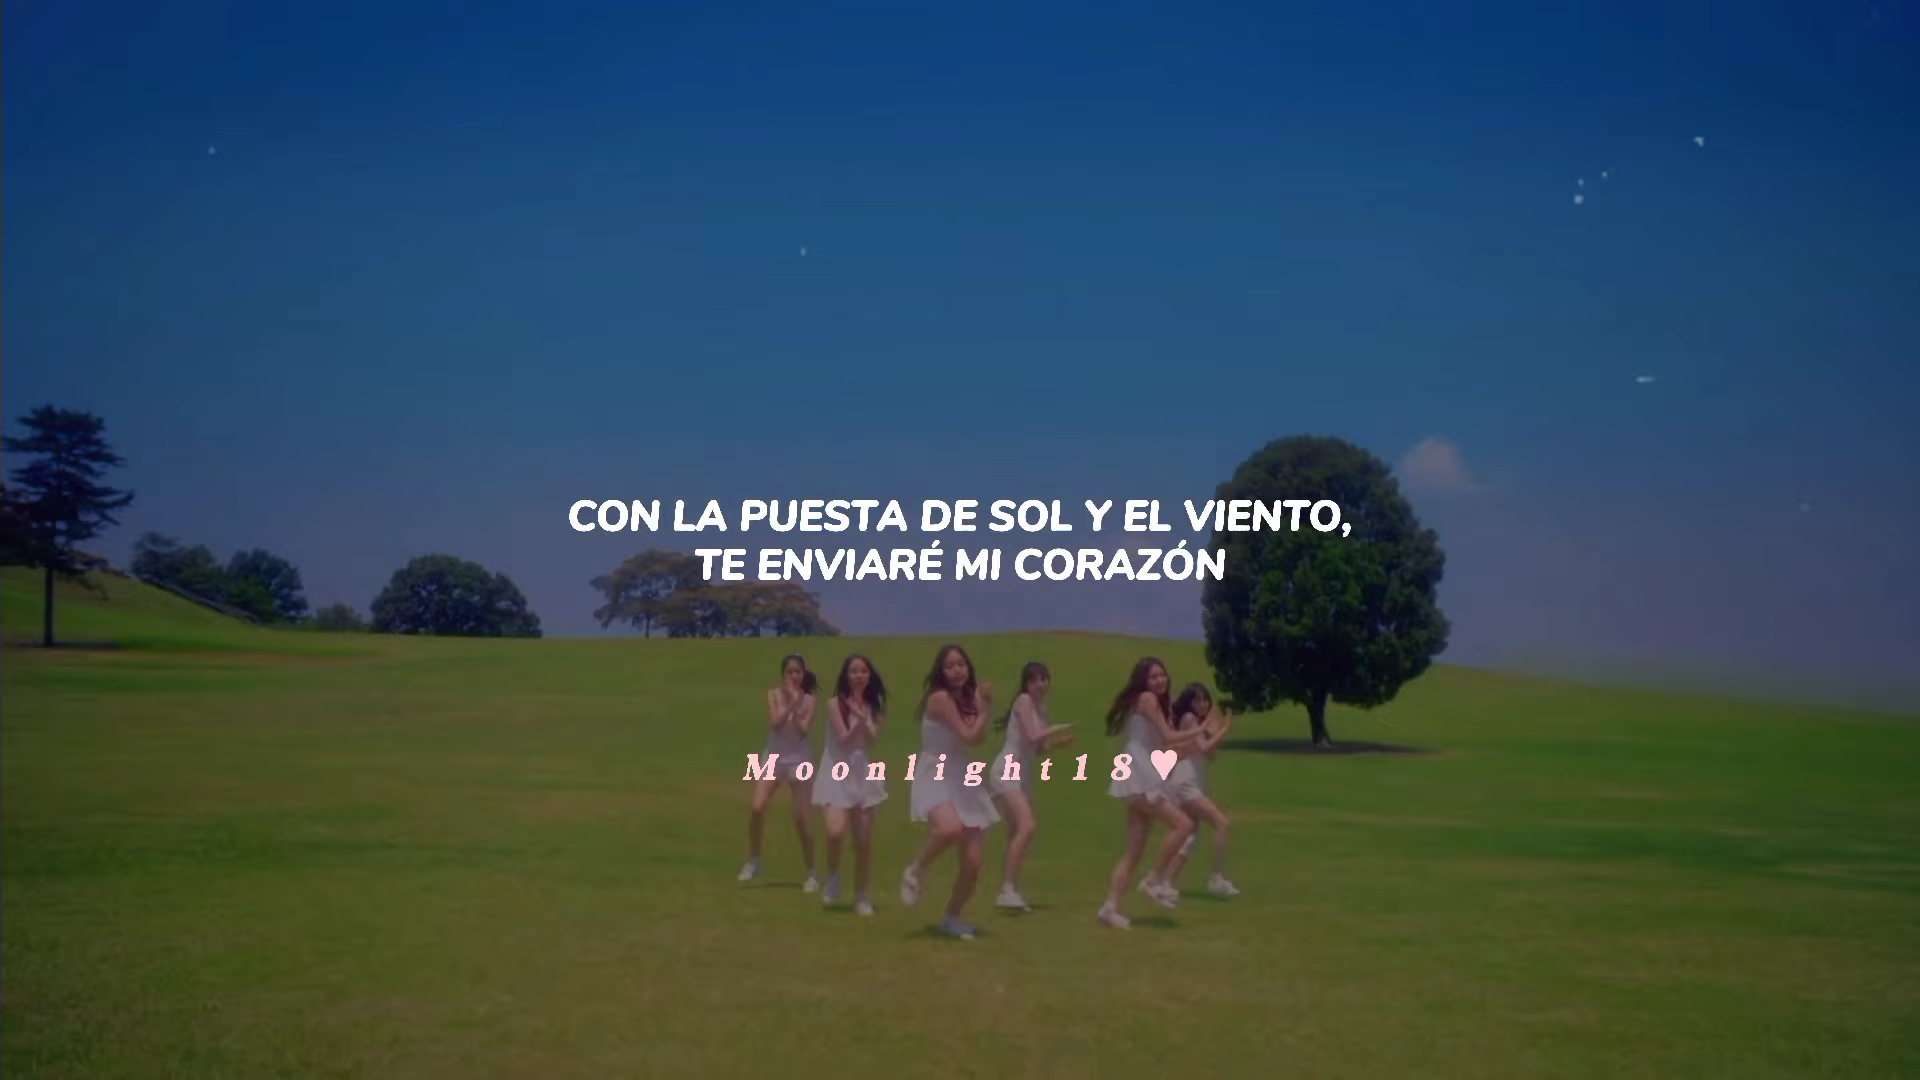 CON LA PUESTA DE SOL Y EL VIENTO,
TE ENVIARÉ MI CORAZÓN
Moonlight18♥